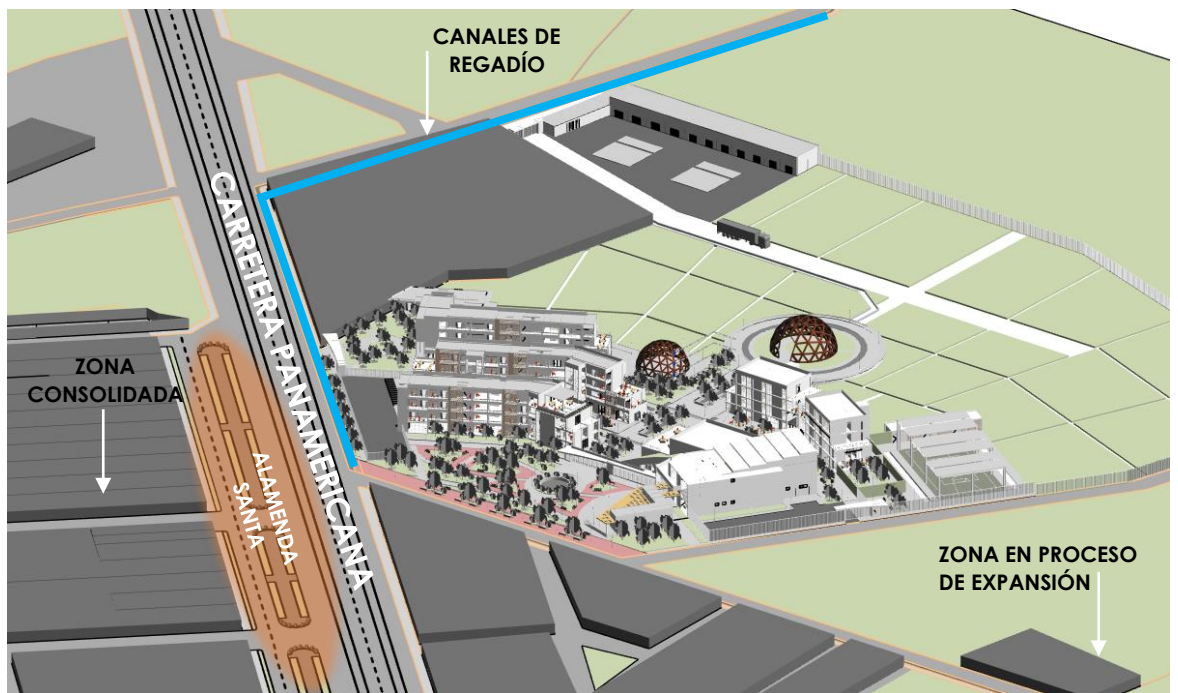 CANALES DE
REGADÍO
CARRETERA PANAMERICANA
ZONA
CONSOLIDADA
ALAMENDA
SANTA
ZONA EN PROCESO
DE EXPANSIÓN